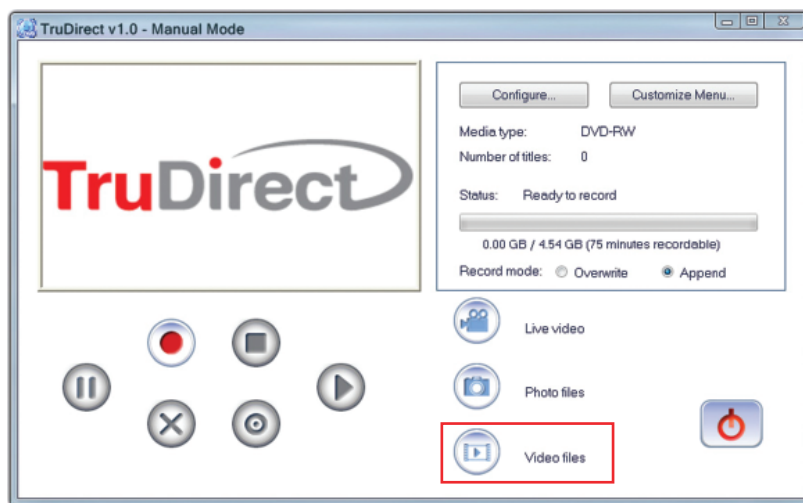 TruDirect v1.0 - Manual Mode
TruDirect
Configure...
Customize Menu...
Media type: DVD-RW
Number of titles: 0
Status: Ready to record
0.00 GB / 4.54 GB (75 minutes recordable)
Record mode: Overwrite Append
Live video
Photo files
Video files